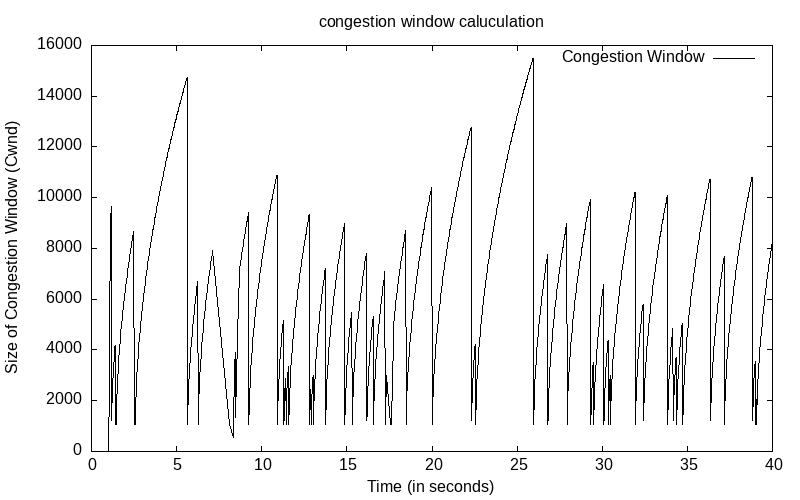 congestion window caluculation
Congestion Window
Size of Congestion Window (Cwnd)
16000
14000
12000
10000
8000
6000
4000
2000
0
0 5 10 15 20 25 30 35 40
Time (in seconds)